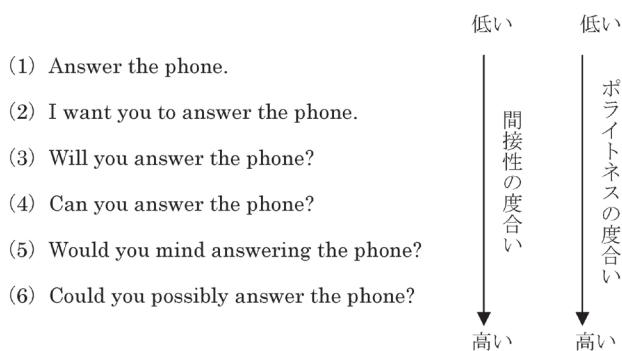 低い 低い
(1) Answer the phone.
(2) I want you to answer the phone.
(3) Will you answer the phone?
(4) Can you answer the phone?
(5) Would you mind answering the phone?
(6) Could you possibly answer the phone?
間接性の度合い
ポライトネスの度合い
高い 高い